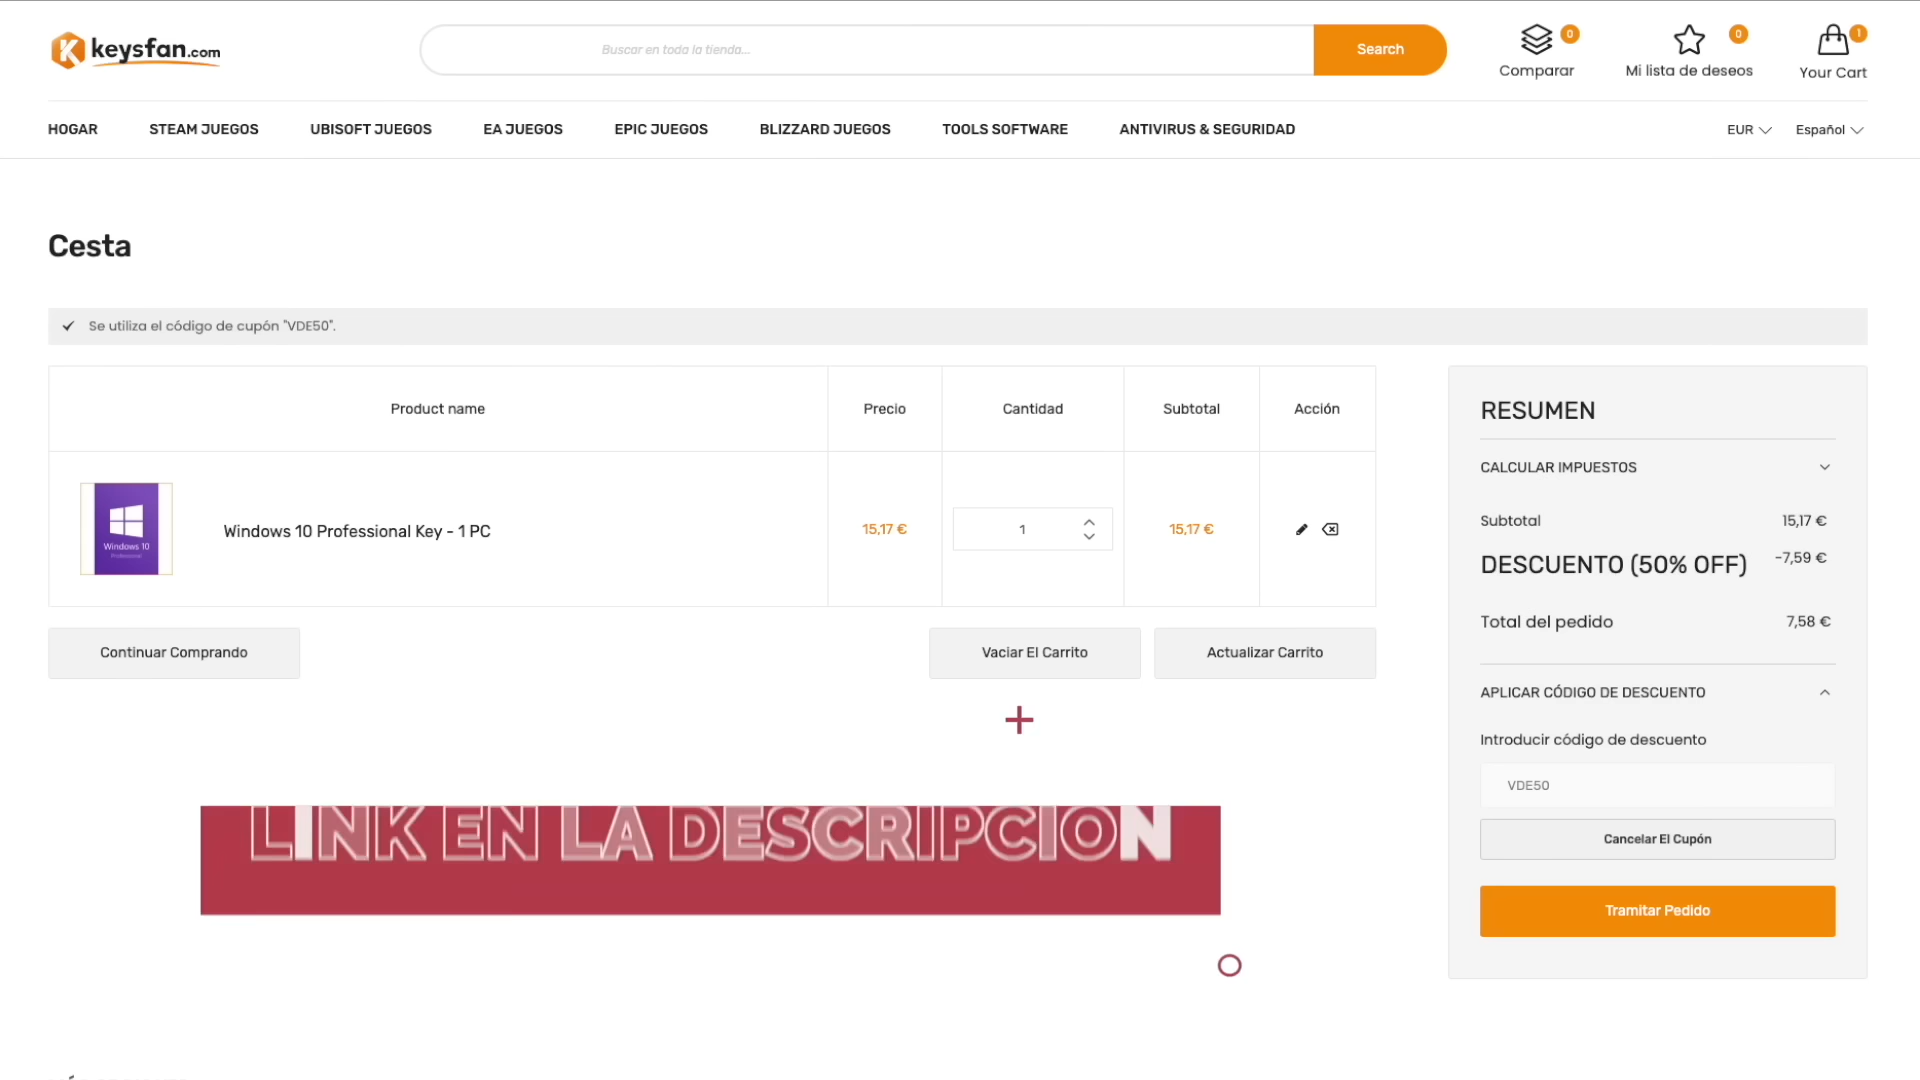 keysfan.com
Buscar en toda la tienda...
Search
0
Comparar
0
Mi lista de deseos
1
Your Cart
HOGAR
STEAM JUEGOS
UBISOFT JUEGOS
EA JUEGOS
EPIC JUEGOS
BLIZZARD JUEGOS
TOOLS SOFTWARE
ANTIVIRUS & SEGURIDAD
EUR
Español
Cesta
Se utiliza el código de cupón "VDE50".
Product name
Precio
Cantidad
Subtotal
Acción
Windows 10
Professional
Windows 10 Professional Key - 1 PC
15,17 €
1
15,17 €
Continuar Comprando
Vaciar El Carrito
Actualizar Carrito
LINK EN LA DESCRIPCION
RESUMEN
CALCULAR IMPUESTOS
Subtotal 15,17 €
DESCUENTO (50% OFF) -7,59 €
Total del pedido 7,58 €
APLICAR CÓDIGO DE DESCUENTO
Introducir código de descuento
VDE50
Cancelar El Cupón
Tramitar Pedido